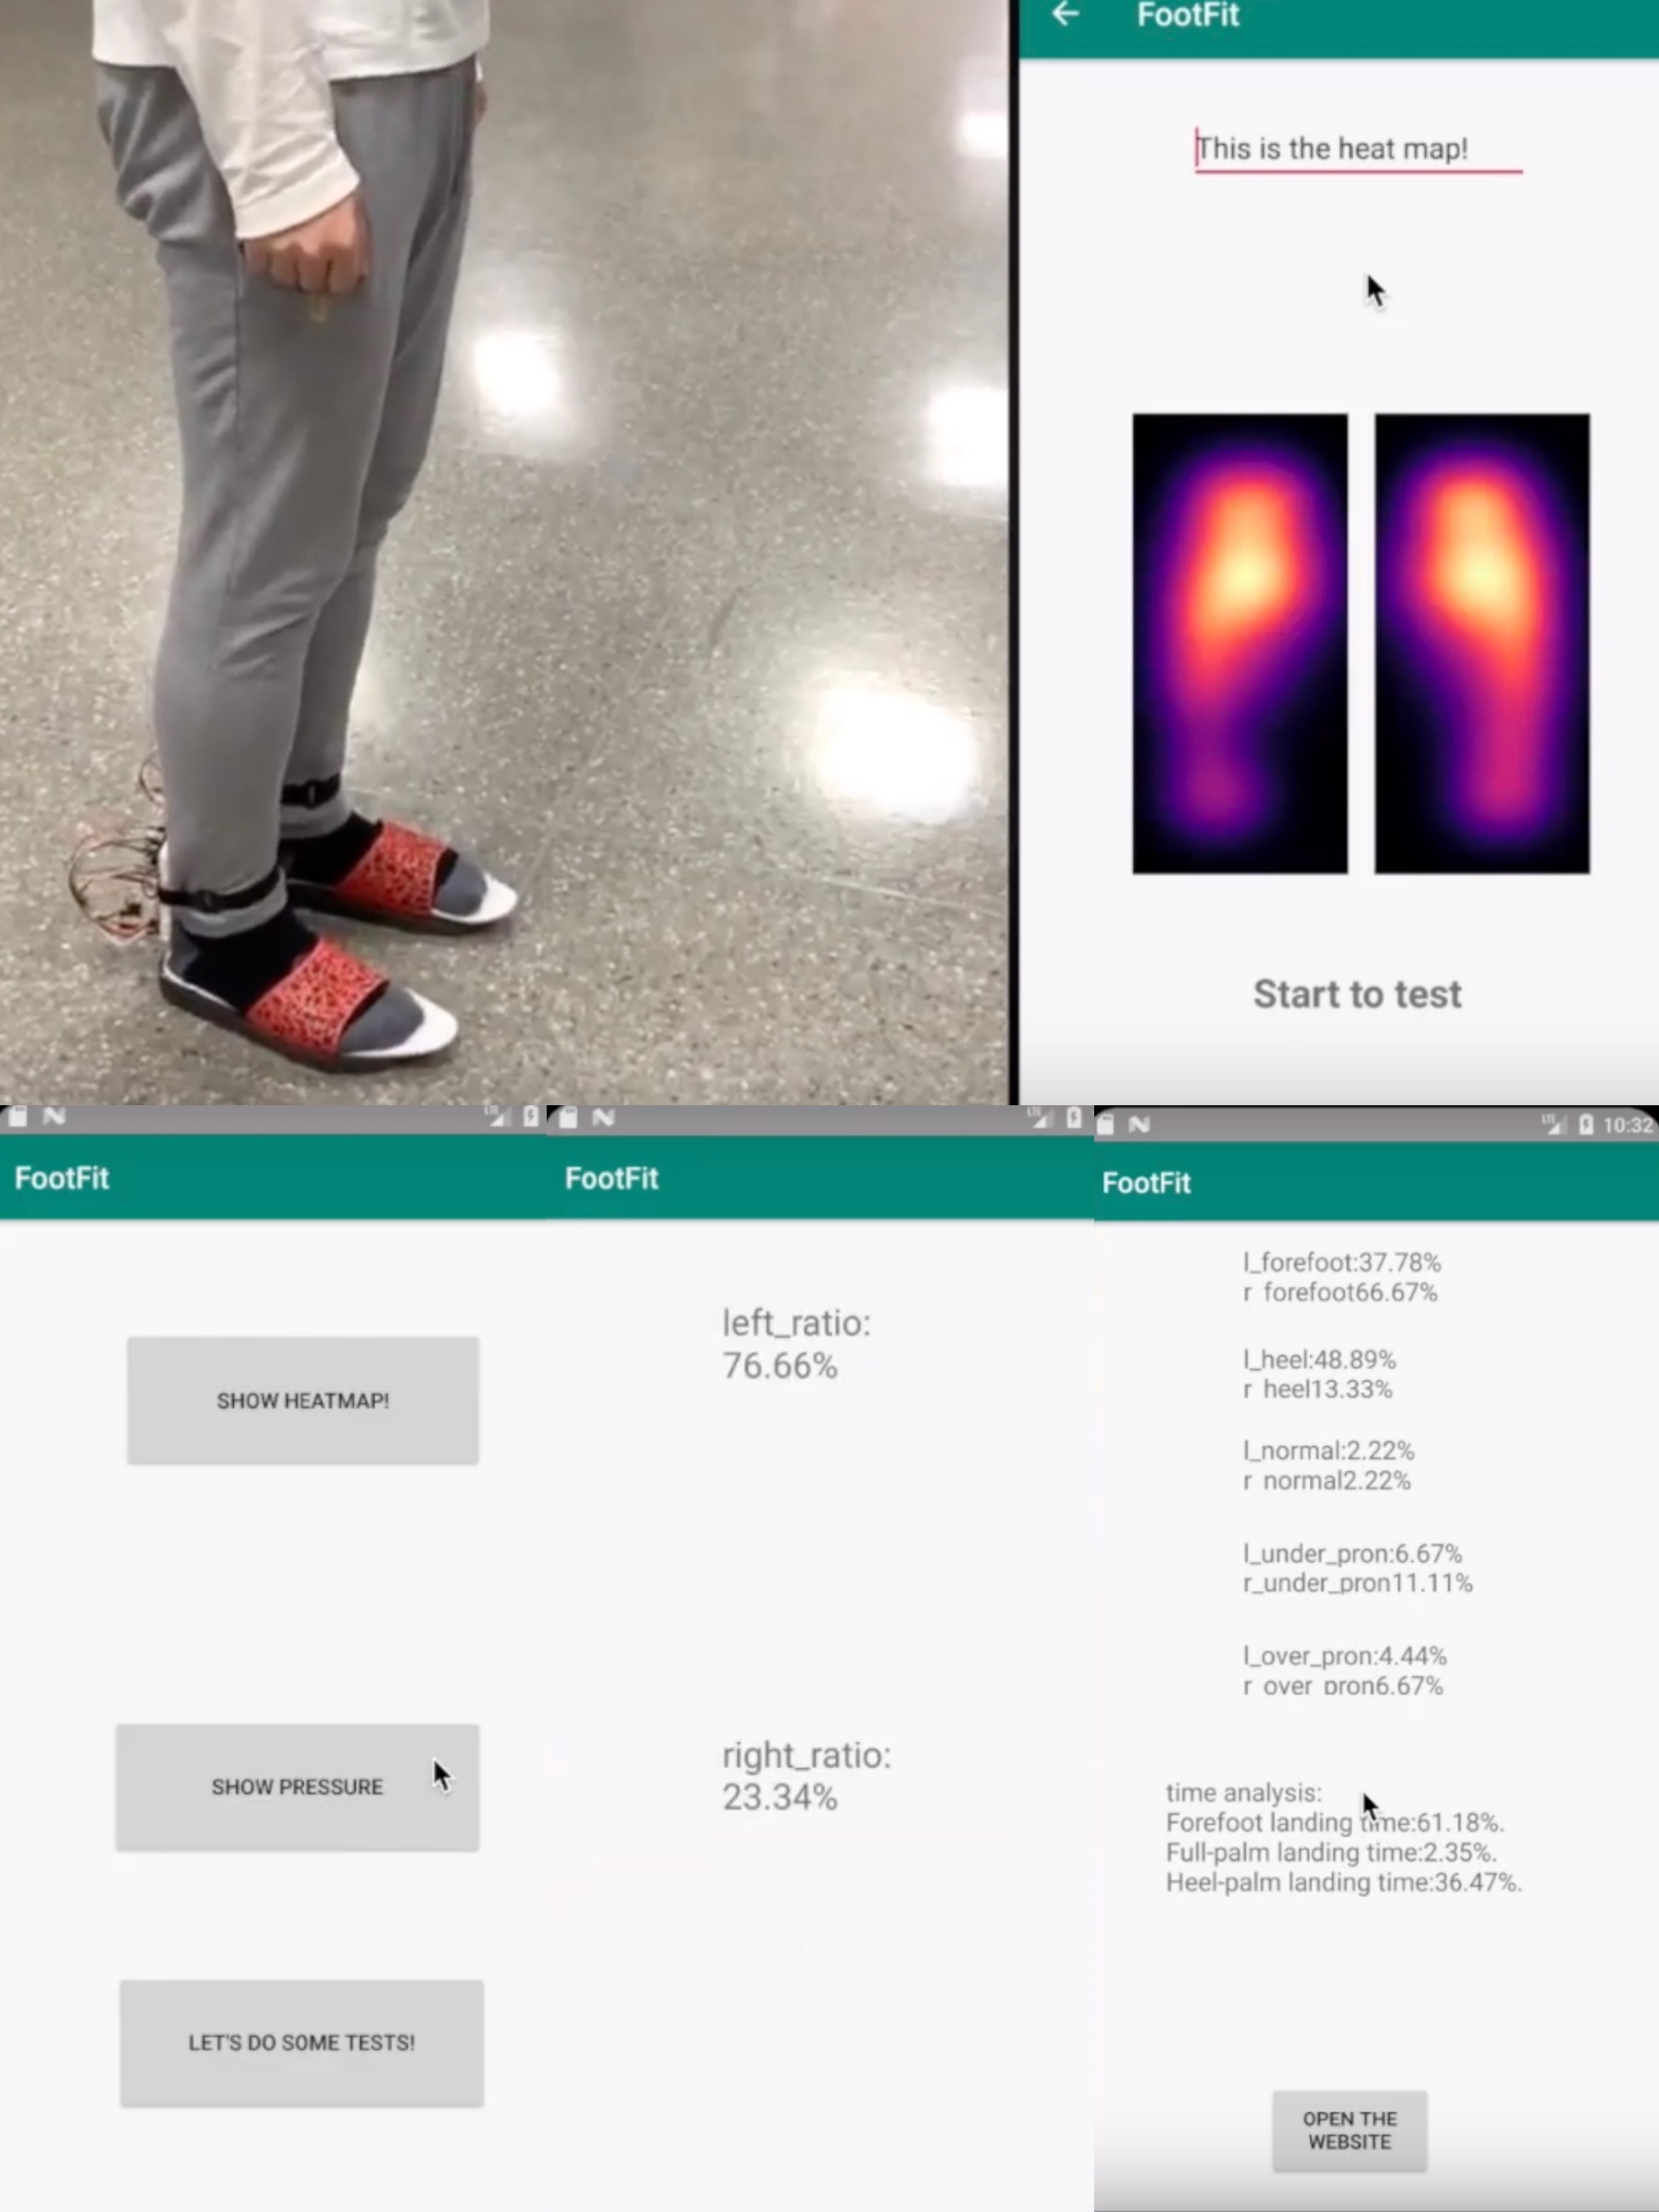 FootFit
This is the heat map!
Start to test
FootFit
SHOW HEATMAP!
SHOW PRESSURE
LET'S DO SOME TESTS!
FootFit
left_ratio:
76.66%
right_ratio:
23.34%
LTE 10:32
FootFit
l_forefoot:37.78%
r forefoot66.67%
l_heel:48.89%
r heel13.33%
l_normal:2.22%
r normal2.22%
l_under_pron:6.67%
r_under_pron11.11%
l_over_pron:4.44%
r over pron6.67%
time analysis:
Forefoot landing time:61.18%.
Full-palm landing time:2.35%.
Heel-palm landing time:36.47%.
OPEN THE
WEBSITE